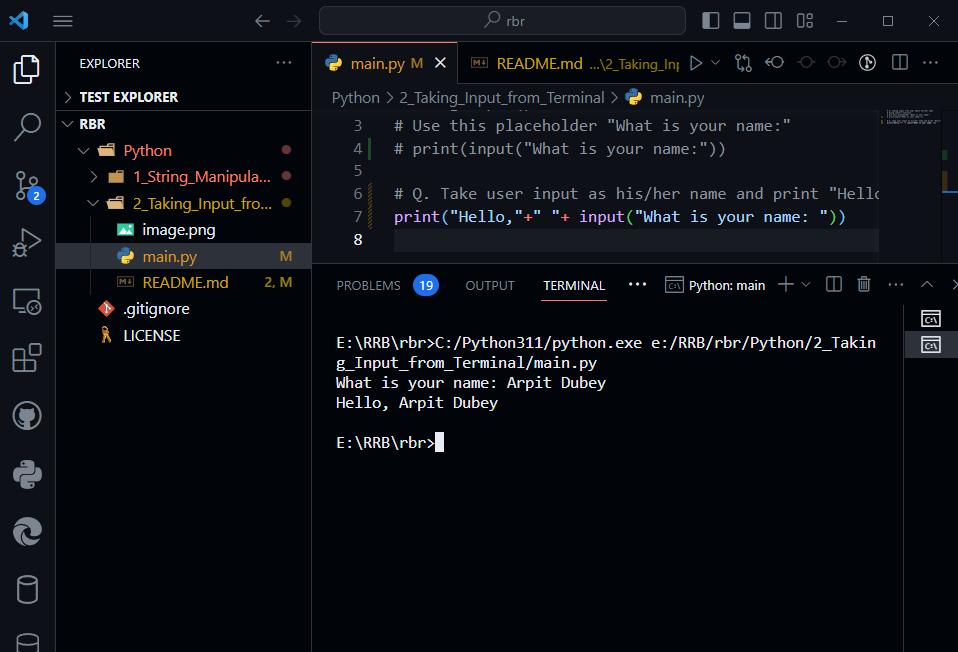 rbr
EXPLORER
TEST EXPLORER
RBR
Python
1_String_Manipula...
2_Taking_Input_fro...
image.png
main.py M
README.md 2, M
.gitignore
LICENSE
2
main.py M
README.md ...\2_Taking_Inp
Python > 2_Taking_Input_from_Terminal > main.py
3 # Use this placeholder "What is your name:"
4 # print(input("What is your name:"))
5
6 # Q. Take user input as his/her name and print "Hello
7 print("Hello,"+" "+ input("What is your name: "))
8
PROBLEMS 19 OUTPUT TERMINAL Python: main
E:\RRB\rbr>C:/Python311/python.exe e:/RRB/rbr/Python/2_Takin
g_Input_from_Terminal/main.py
What is your name: Arpit Dubey
Hello, Arpit Dubey
E:\RRB\rbr>